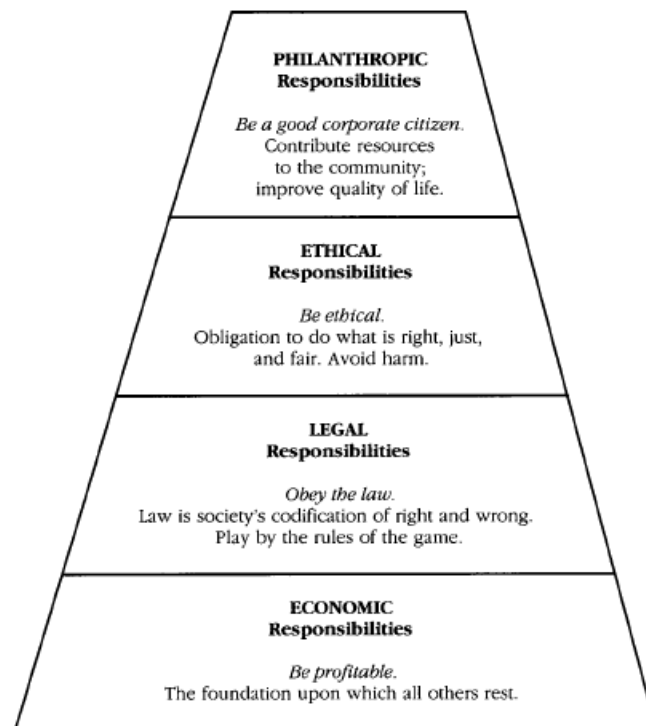 PHILANTHROPIC
Responsibilities
Be a good corporate citizen.
Contribute resources
to the community;
improve quality of life.
ETHICAL
Responsibilities
Be ethical.
Obligation to do what is right, just,
and fair. Avoid harm.
LEGAL
Responsibilities
Obey the law.
Law is society's codification of right and wrong.
Play by the rules of the game.
ECONOMIC
Responsibilities
Be profitable.
The foundation upon which all others rest.